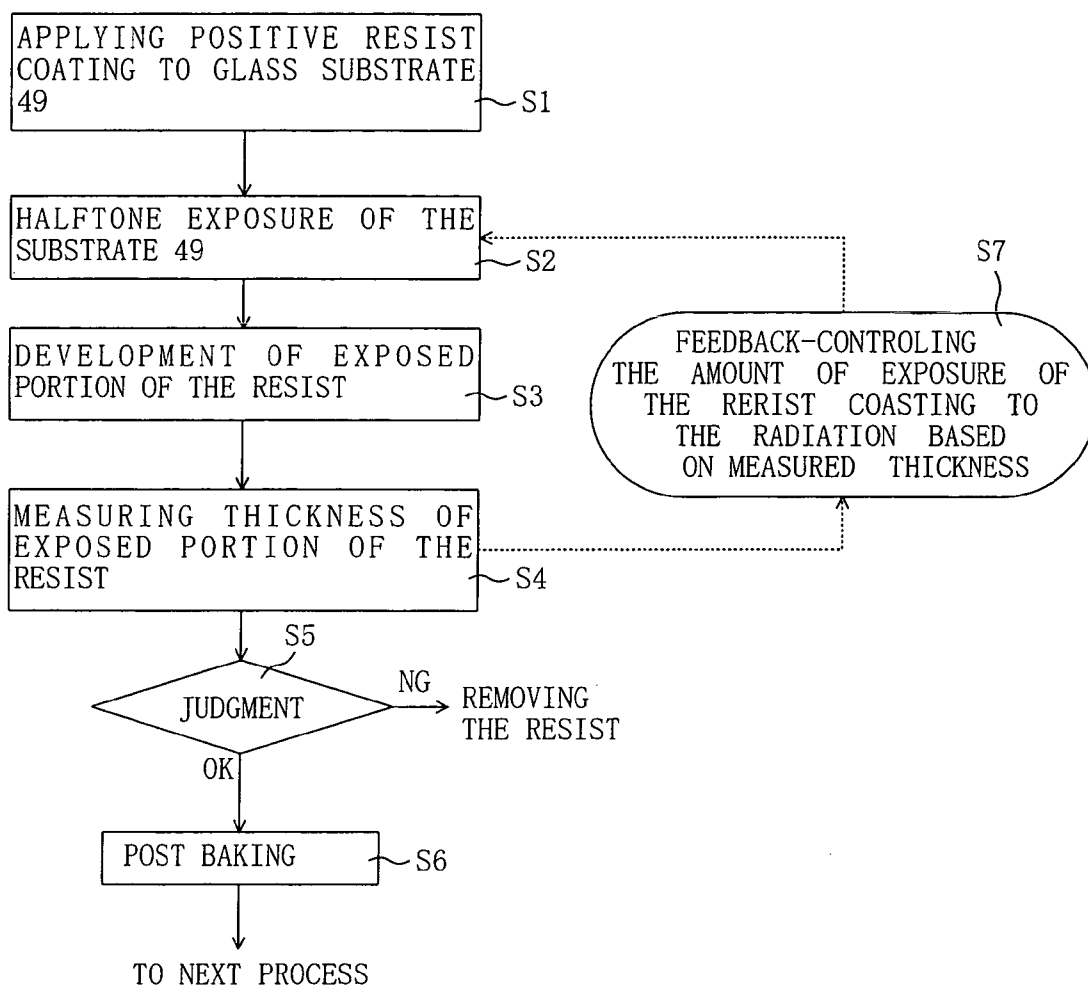 APPLYING POSITIVE RESIST
COATING TO GLASS SUBSTRATE
49
S1
HALFTONE EXPOSURE OF THE
SUBSTRATE 49
S2
DEVELOPMENT OF EXPOSED
PORTION OF THE RESIST
S3
MEASURING THICKNESS OF
EXPOSED PORTION OF THE
RESIST
S4
S7
FEEDBACK-CONTROLING
THE AMOUNT OF EXPOSURE OF
THE RERIST COASTING TO
THE RADIATION BASED
ON MEASURED THICKNESS
S5
JUDGMENT
NG
REMOVING
THE RESIST
OK
POST BAKING
S6
TO NEXT PROCESS